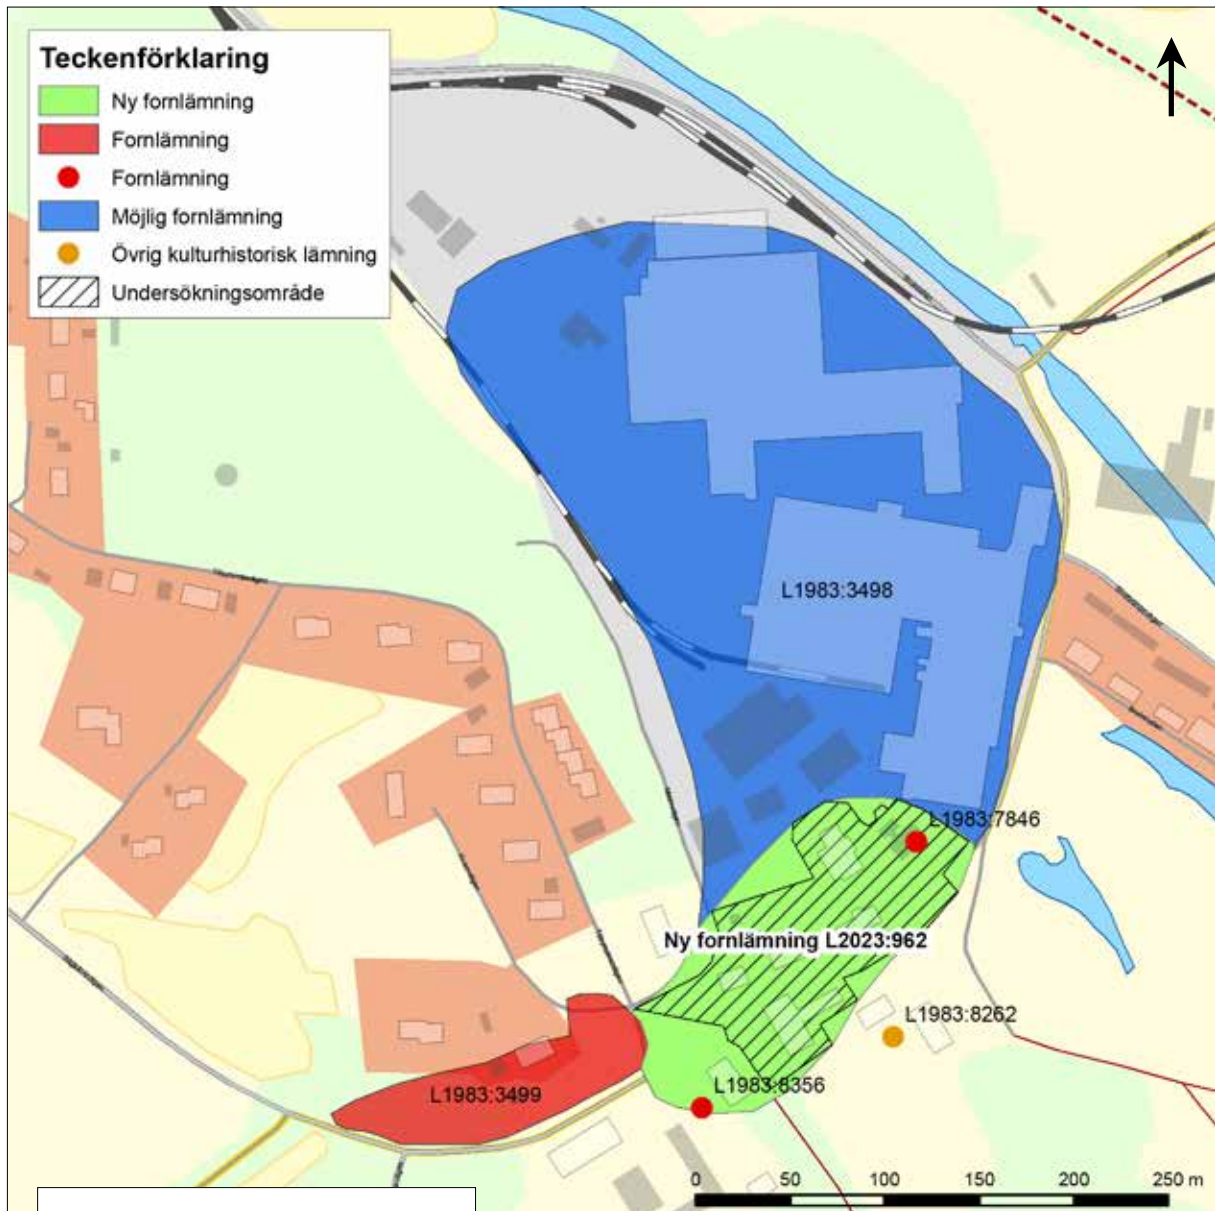 Teckenförklaring
Ny fornlämning
Fornlämning
Fornlämning
Möjlig fornlämning
Övrig kulturhistorisk lämning
Undersökningsområde
L1983:3498
L1983:7846
Ny fornlämning L2023:962
L1983:8262
L1983:8356
L1983:3499
0 50 100 150 200 250 m